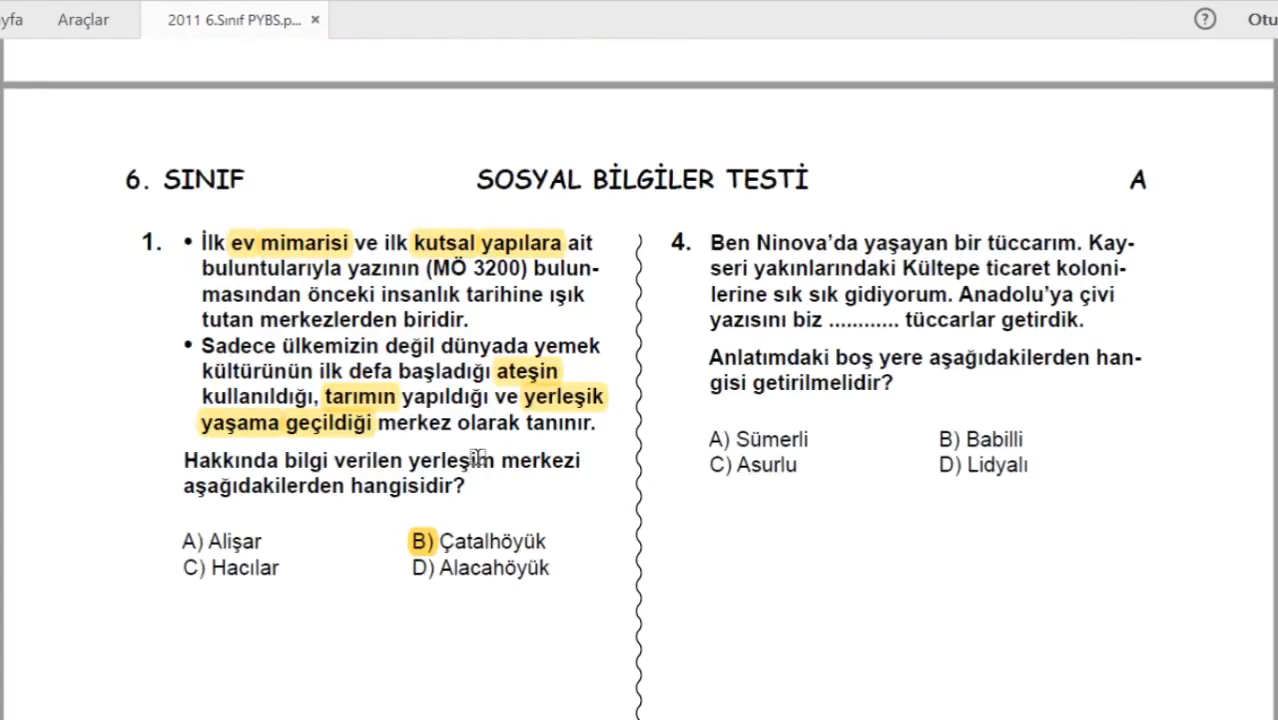 yfa
Araçlar
2011 6.Sınıf PYBS.p... ×
?
Otu
6. SINIF
SOSYAL BİLGİLER TESTİ
A
1. • İlk ev mimarisi ve ilk kutsal yapılara ait
buluntularıyla yazının (MÖ 3200) bulun-
masından önceki insanlık tarihine ışık
tutan merkezlerden biridir.
• Sadece ülkemizin değil dünyada yemek
kültürünün ilk defa başladığı ateşin
kullanıldığı, tarımın yapıldığı ve yerleşik
yaşama geçildiği merkez olarak tanınır.
Hakkında bilgi verilen yerleşim merkezi
aşağıdakilerden hangisidir?
A) Alişar
B) Çatalhöyük
C) Hacılar
D) Alacahöyük
4. Ben Ninova'da yaşayan bir tüccarım. Kay-
seri yakınlarındaki Kültepe ticaret koloni-
lerine sık sık gidiyorum. Anadolu'ya çivi
yazısını biz ............ tüccarlar getirdik.
Anlatımdaki boş yere aşağıdakilerden han-
gisi getirilmelidir?
A) Sümerli
B) Babilli
C) Asurlu
D) Lidyalı